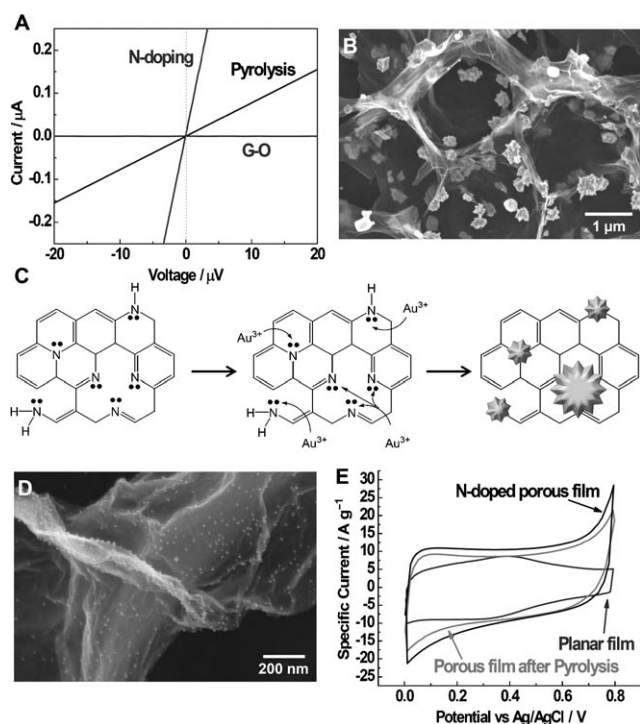 A
0.2
0.1
0.0
-0.1
-0.2
Current / μA
N-doping
Pyrolysis
G-O
-20 -10 0 10 20
Voltage / μV
B
1 μm
C
H
N
N
N
N
N
H
H
H
N
Au³⁺
Au³⁺
N
N
N
N
H
H
Au³⁺
Au³⁺
D
200 nm
E
30
25
20
15
10
5
0
-5
-10
-15
-20
-25
Specific Current / A g⁻¹
N-doped porous film
Planar film
Porous film after Pyrolysis
0.0 0.2 0.4 0.6 0.8
Potential vs Ag/AgCl / V